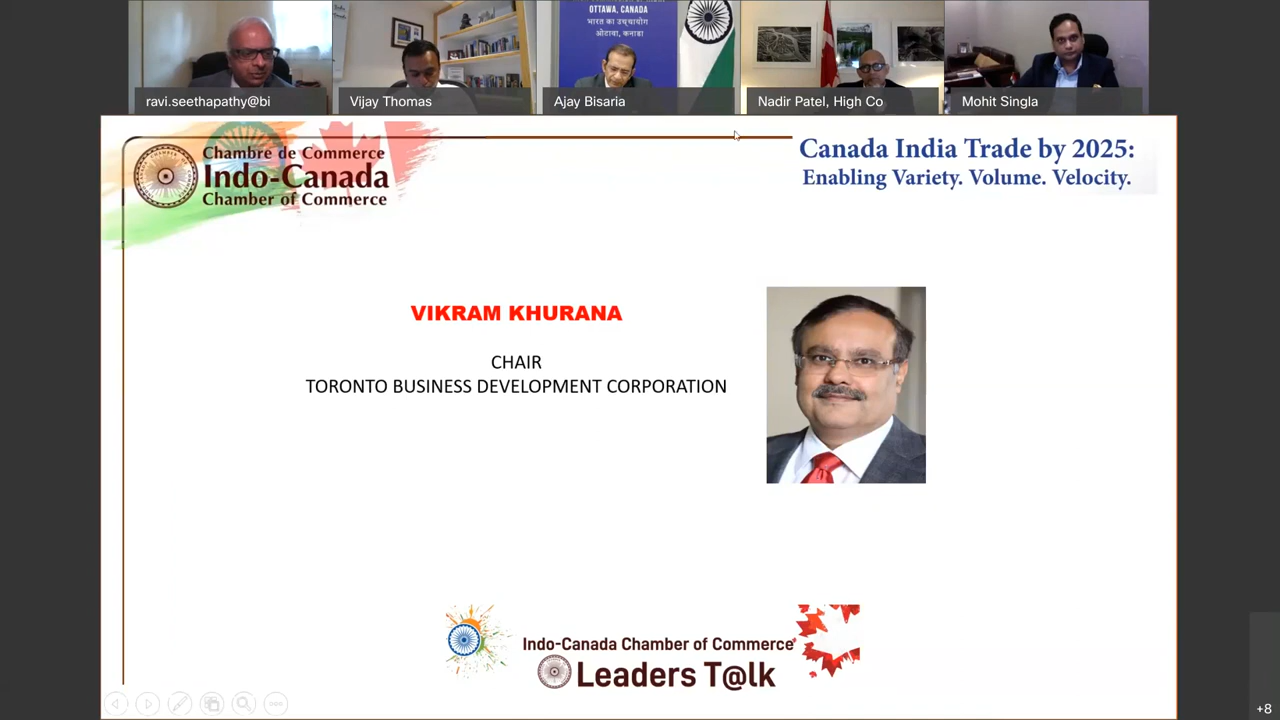 OTTAWA, CANADA
भारत का उच्चायोग
ओटावा, कनाडा
ravi.seethapathy@bi
Vijay Thomas
Ajay Bisaria
Nadir Patel, High Co
Mohit Singla
Chambre de Commerce
Indo-Canada
Chamber of Commerce
Canada India Trade by 2025:
Enabling Variety. Volume. Velocity.
VIKRAM KHURANA
CHAIR
TORONTO BUSINESS DEVELOPMENT CORPORATION
Indo-Canada Chamber of Commerce
Leaders T@lk
+8